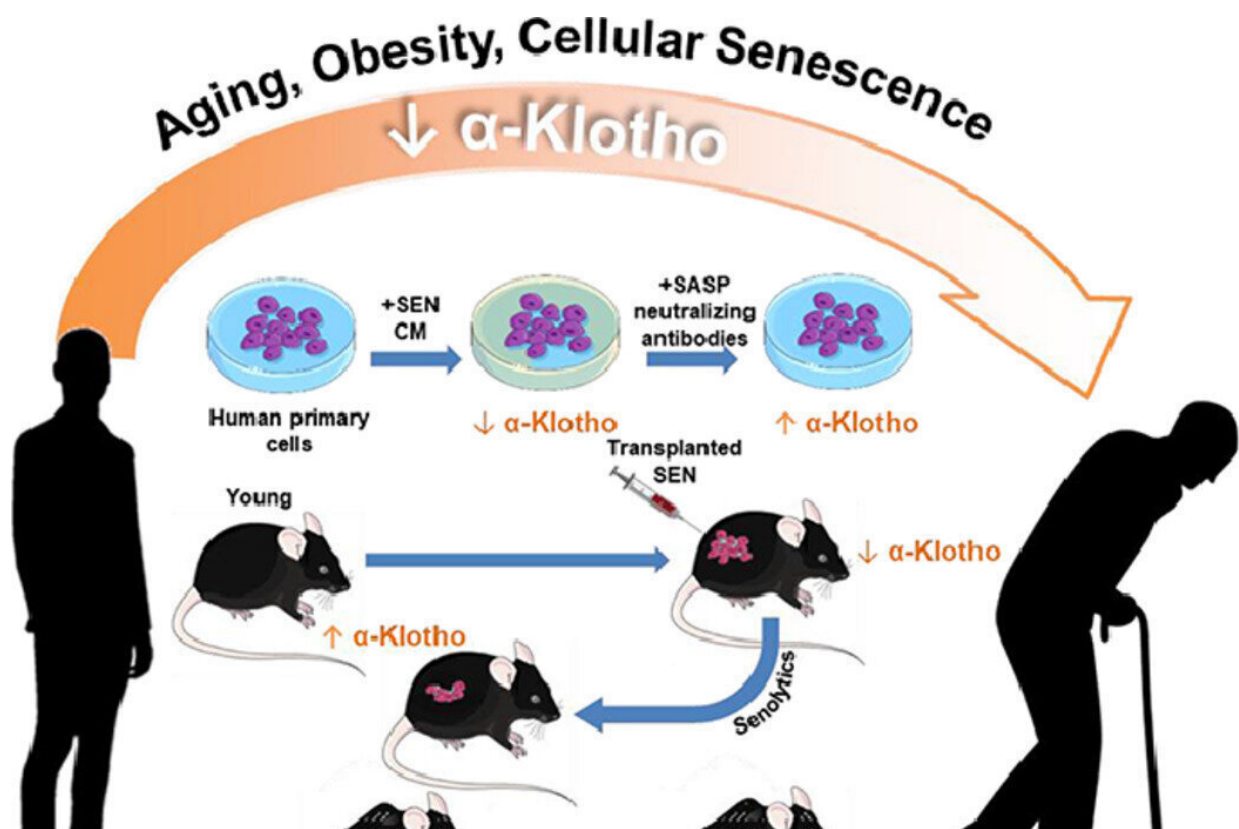 Aging, Obesity, Cellular Senescence
↓ α-Klotho
+SEN
CM
+SASP
neutralizing
antibodies
Human primary
cells
↓ α-Klotho
↑ α-Klotho
Transplanted
SEN
Young
↓ α-Klotho
↑ α-Klotho
Senolytics